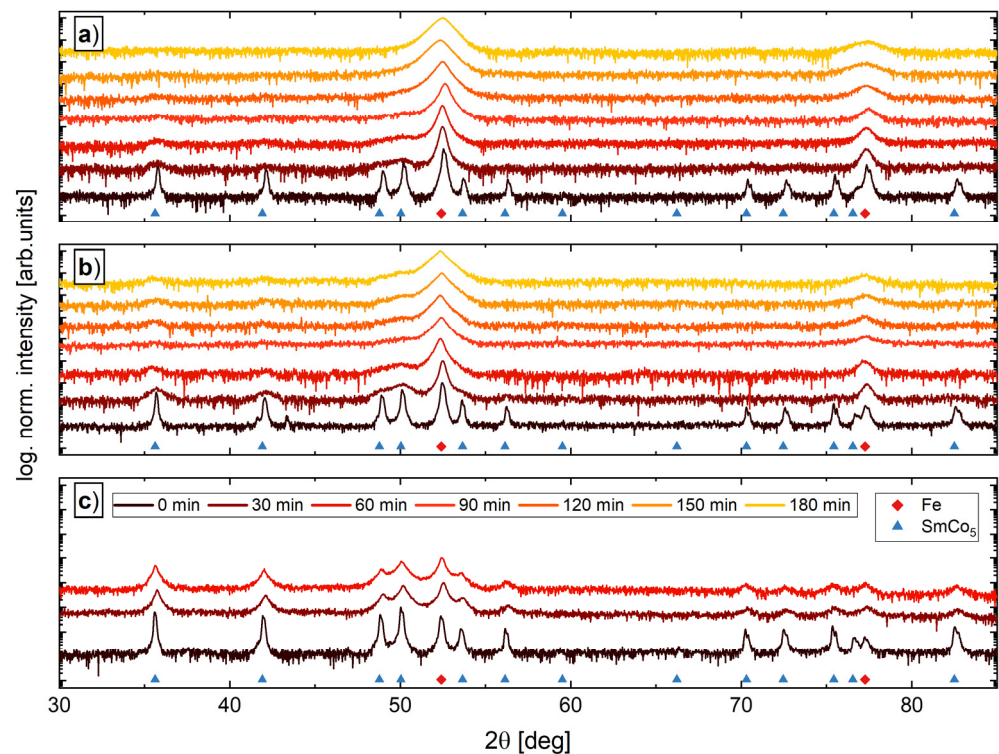 a)
b)
c)
log. norm. intensity [arb.units]
0 min 30 min 60 min 90 min 120 min 150 min 180 min
Fe
SmCo₅
30 40 50 60 70 80
2θ [deg]